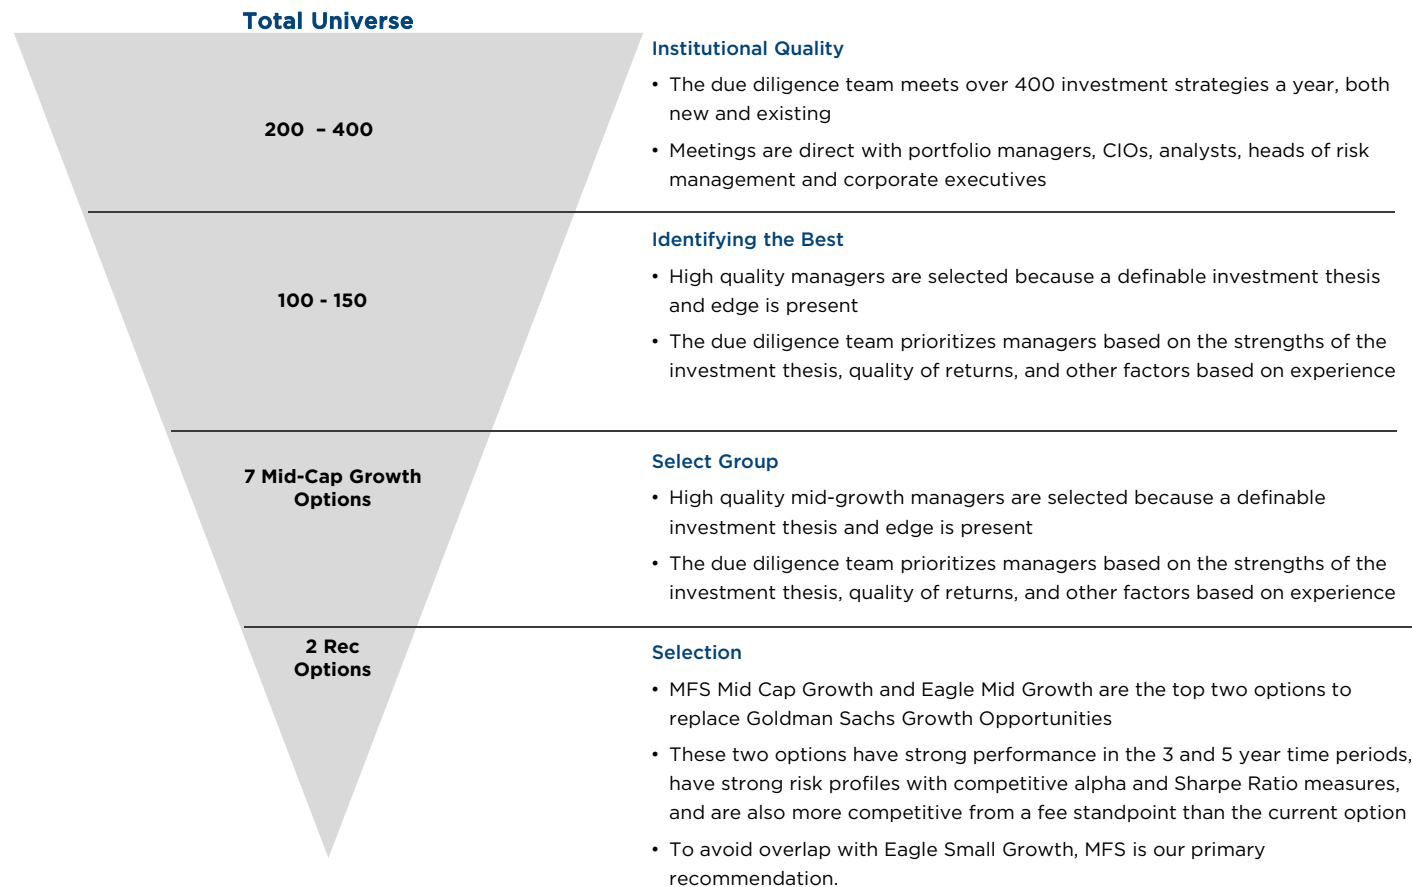 Total Universe
200 – 400
Institutional Quality
• The due diligence team meets over 400 investment strategies a year, both
new and existing
• Meetings are direct with portfolio managers, CIOs, analysts, heads of risk
management and corporate executives
100 - 150
Identifying the Best
• High quality managers are selected because a definable investment thesis
and edge is present
• The due diligence team prioritizes managers based on the strengths of the
investment thesis, quality of returns, and other factors based on experience
7 Mid-Cap Growth
Options
Select Group
• High quality mid-growth managers are selected because a definable
investment thesis and edge is present
• The due diligence team prioritizes managers based on the strengths of the
investment thesis, quality of returns, and other factors based on experience
2 Rec
Options
Selection
• MFS Mid Cap Growth and Eagle Mid Growth are the top two options to
replace Goldman Sachs Growth Opportunities
• These two options have strong performance in the 3 and 5 year time periods,
have strong risk profiles with competitive alpha and Sharpe Ratio measures,
and are also more competitive from a fee standpoint than the current option
• To avoid overlap with Eagle Small Growth, MFS is our primary
recommendation.